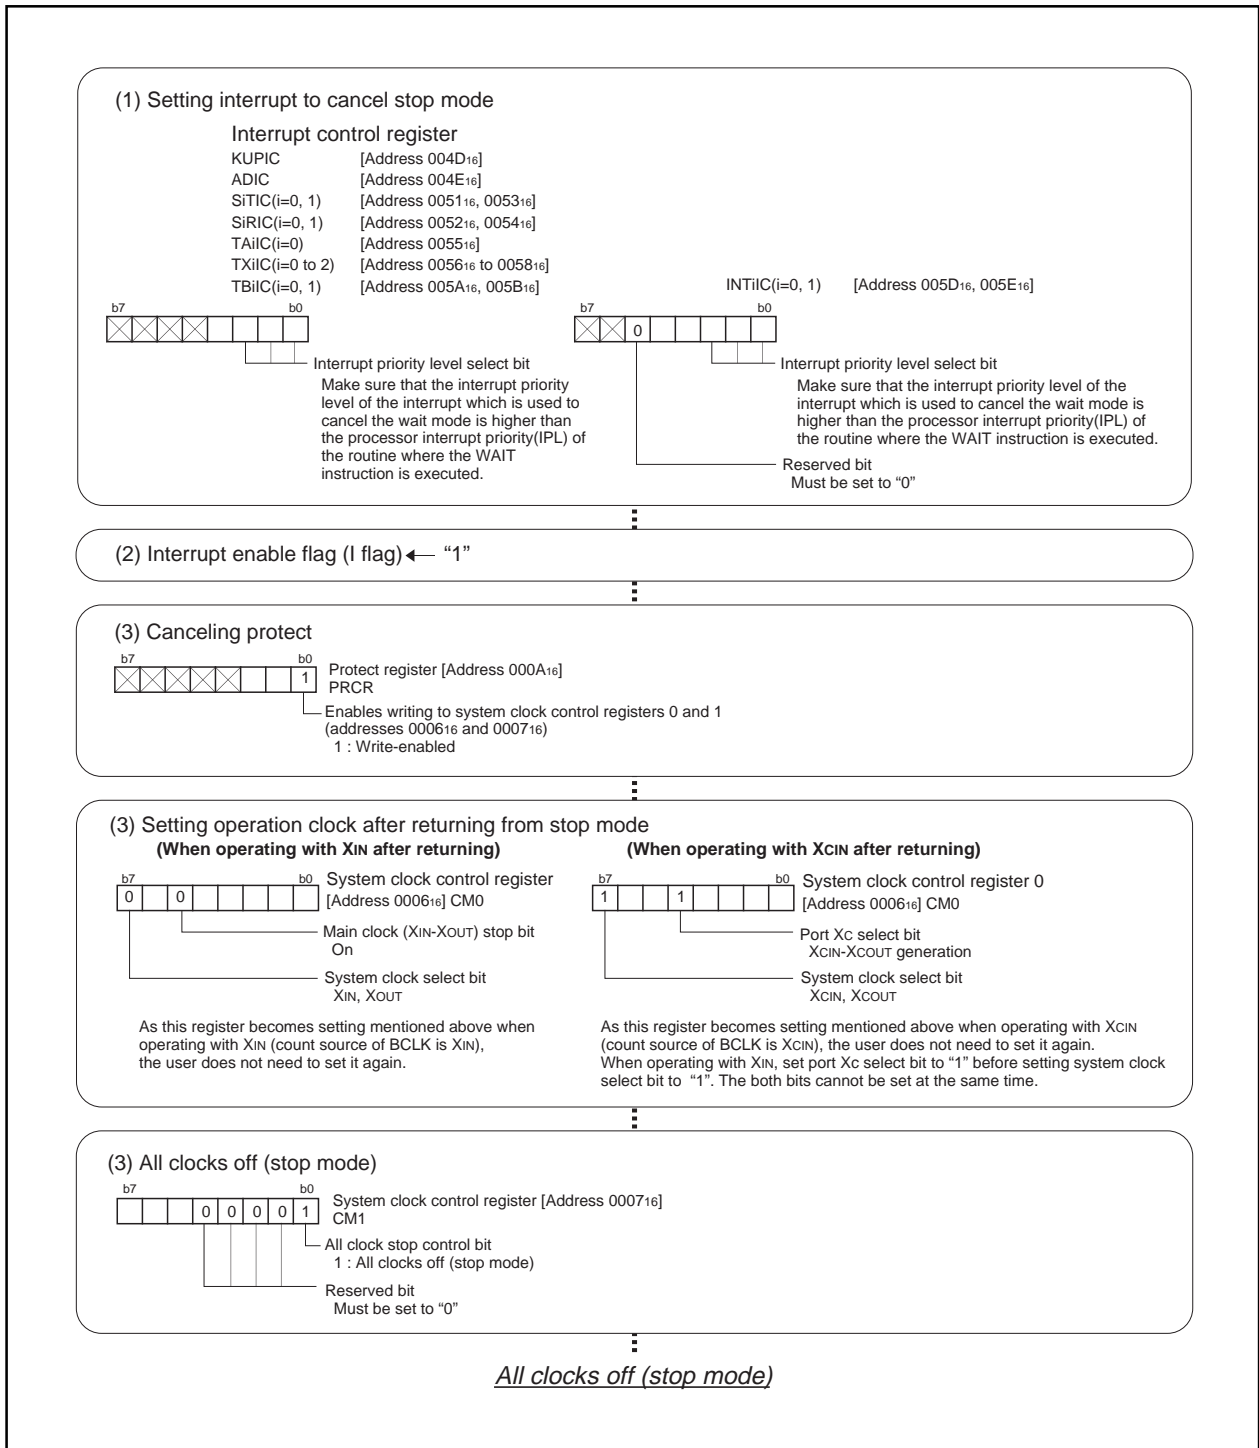 (1) Setting interrupt to cancel stop mode
Interrupt control register
KUPIC [Address 004D16]
ADIC [Address 004E16]
SiTIC(i=0, 1) [Address 005116, 005316]
SiRIC(i=0, 1) [Address 005216, 005416]
TAiIC(i=0) [Address 005516]
TXiIC(i=0 to 2) [Address 005616 to 005816]
TBiIC(i=0, 1) [Address 005A16, 005B16]
b7 b0
Interrupt priority level select bit
Make sure that the interrupt priority
level of the interrupt which is used to
cancel the wait mode is higher than
the processor interrupt priority(IPL) of
the routine where the WAIT
instruction is executed.
INTiIC(i=0, 1) [Address 005D16, 005E16]
b7 b0
0
Interrupt priority level select bit
Make sure that the interrupt priority level of the
interrupt which is used to cancel the wait mode is
higher than the processor interrupt priority(IPL) of
the routine where the WAIT instruction is executed.
Reserved bit
Must be set to “0”
(2) Interrupt enable flag (I flag) ← “1”
(3) Canceling protect
b7 b0
1
Protect register [Address 000A16]
PRCR
Enables writing to system clock control registers 0 and 1
(addresses 000616 and 000716)
1 : Write-enabled
(3) Setting operation clock after returning from stop mode
(When operating with XIN after returning)
b7 b0
0 0
System clock control register
[Address 000616] CM0
Main clock (XIN-XOUT) stop bit
On
System clock select bit
XIN, XOUT
As this register becomes setting mentioned above when
operating with XIN (count source of BCLK is XIN),
the user does not need to set it again.
(When operating with XCIN after returning)
b7 b0
1 1
System clock control register 0
[Address 000616] CM0
Port XC select bit
XCIN-XCOUT generation
System clock select bit
XCIN, XCOUT
As this register becomes setting mentioned above when operating with XCIN
(count source of BCLK is XCIN), the user does not need to set it again.
When operating with XIN, set port Xc select bit to “1” before setting system clock
select bit to “1”. The both bits cannot be set at the same time.
(3) All clocks off (stop mode)
b7 b0
0 0 0 0 1
System clock control register [Address 000716]
CM1
All clock stop control bit
1 : All clocks off (stop mode)
Reserved bit
Must be set to “0”
All clocks off (stop mode)